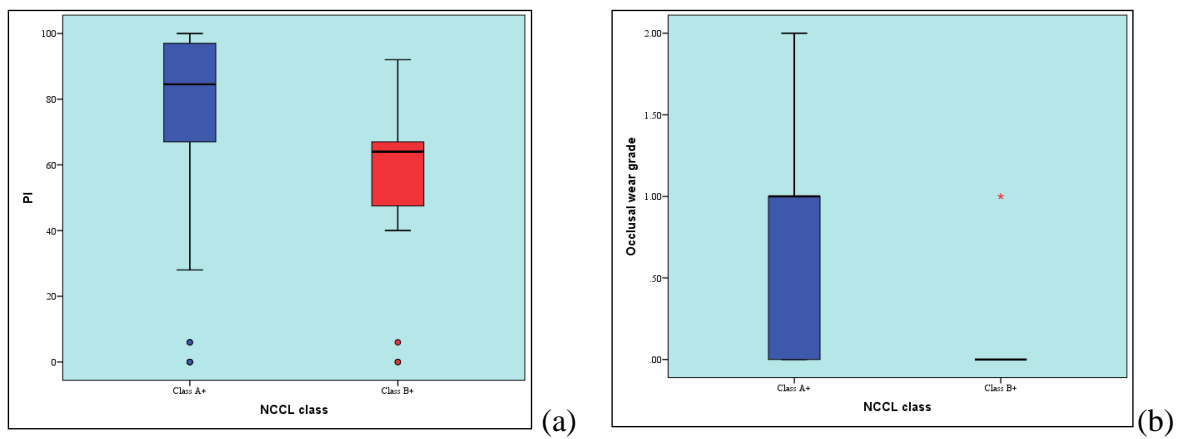 100
80
60
40
20
0
PI
Class A+
Class B+
NCCL class
(a)
2.00
1.50
1.00
.50
.00
Occlusal wear grade
*
Class A+
Class B+
NCCL class
(b)